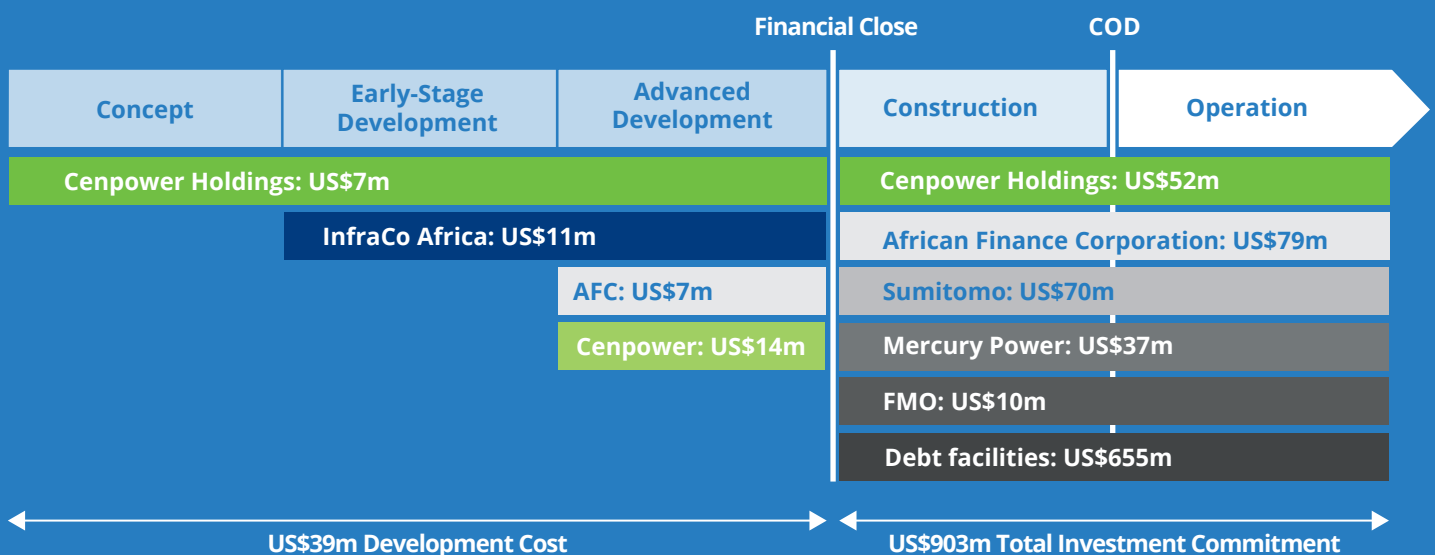 Financial Close
COD
Concept
Early-Stage
Development
Advanced
Development
Construction
Operation
Cenpower Holdings: US$7m
Cenpower Holdings: US$52m
InfraCo Africa: US$11m
African Finance Corporation: US$79m
AFC: US$7m
Sumitomo: US$70m
Cenpower: US$14m
Mercury Power: US$37m
FMO: US$10m
Debt facilities: US$655m
US$39m Development Cost
US$903m Total Investment Commitment